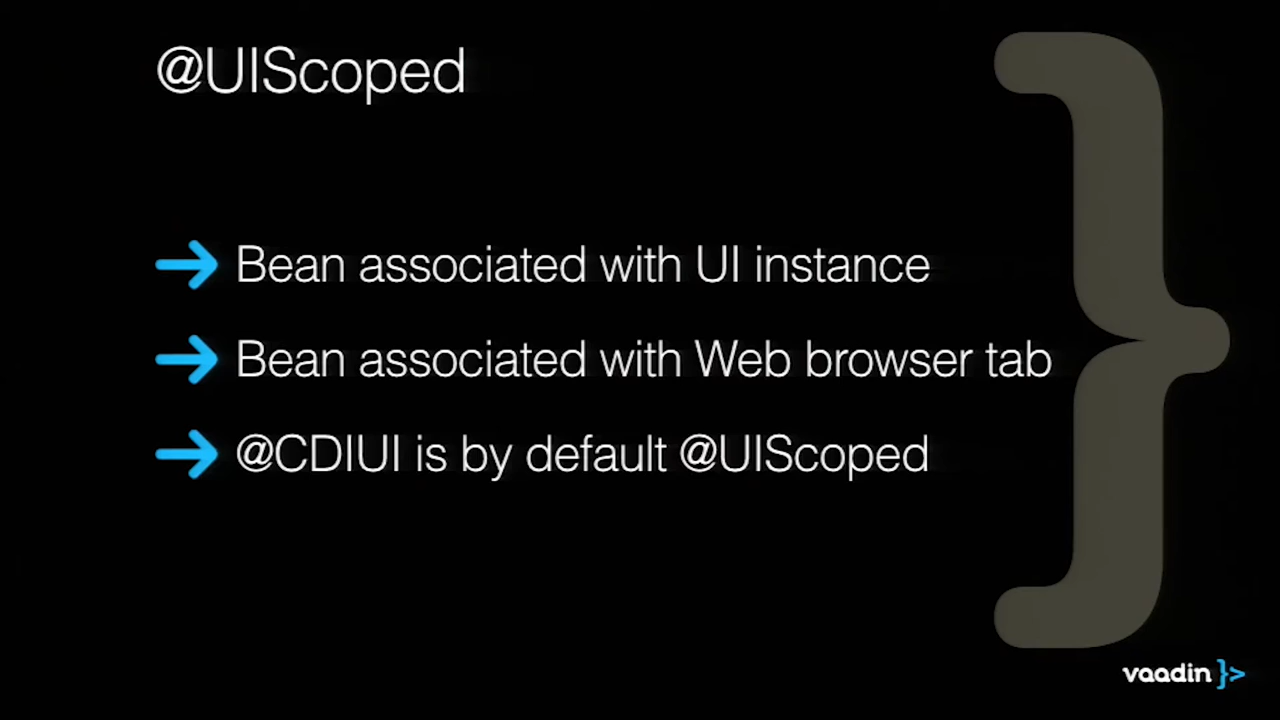 @UIScoped
Bean associated with UI instance
Bean associated with Web browser tab
@CDIUI is by default @UIScoped
vaadin }>